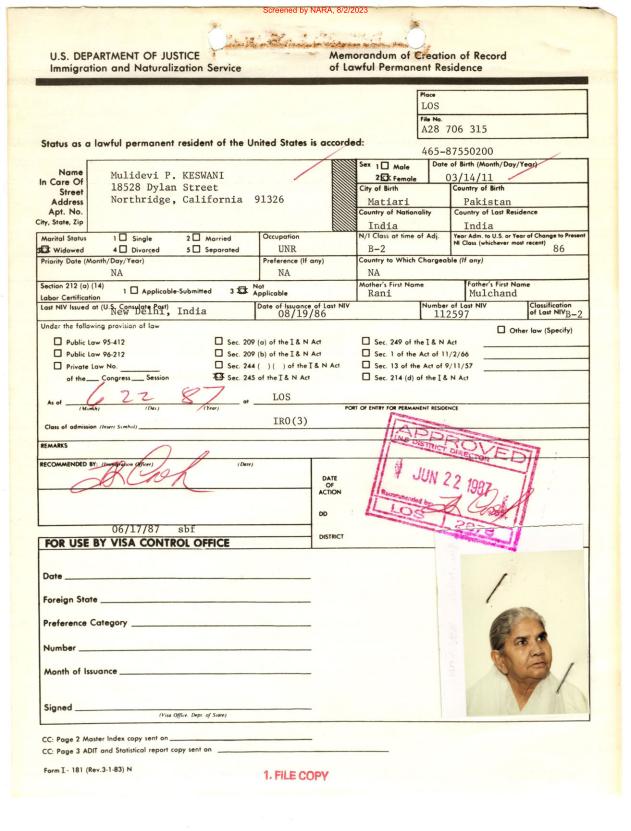 Screened by NARA, 8/2/2023
U.S. DEPARTMENT OF JUSTICE
Immigration and Naturalization Service
Memorandum of Creation of Record
of Lawful Permanent Residence
Place
LOS
File No.
A28 706 315
Status as a lawful permanent resident of the United States is accorded:
465-87550200
Name
In Care Of
Street
Address
Apt. No.
City, State, Zip
Mulidevi P. KESWANI
18528 Dylan Street
Northridge, California 91326
Sex 1 Male
2 Female
Date of Birth (Month/Day/Year)
03/14/11
City of Birth
Matiari
Country of Birth
Pakistan
Country of Nationality
India
Country of Last Residence
India
Marital Status 1 Single 2 Married
Widowed 4 Divorced 5 Separated
Occupation
UNR
N/I Class at time of Adj.
B-2
Year Adm. to U.S. or Year of Change to Present
NI Class (whichever most recent) 86
Priority Date (Month/Day/Year)
NA
Preference (If any)
NA
Country to Which Chargeable (If any)
NA
Section 212 (a) (14)
Labor Certification
1 Applicable-Submitted 3 Not Applicable
Mother's First Name
Rani
Father's First Name
Mulchand
Last NIV Issued at (U.S. Consulate Post)
New Delhi, India
Date of Issuance of Last NIV
08/19/86
Number of Last NIV
112597
Classification
of Last NIV B-2
Under the following provision of law
Other law (Specify)
Public Law 95-412
Sec. 209 (a) of the I & N Act
Sec. 249 of the I & N Act
Public Law 96-212
Sec. 209 (b) of the I & N Act
Sec. 1 of the Act of 11/2/66
Private Law No.
Sec. 244 ( ) ( ) of the I & N Act
Sec. 13 of the Act of 9/11/57
of the Congress, Session
Sec. 245 of the I & N Act
Sec. 214 (d) of the I & N Act
As of 6 22 87 at LOS
(Month) (Day) (Year)
PORT OF ENTRY FOR PERMANENT RESIDENCE
Class of admission (Insert Symbol) IR0(3)
REMARKS
RECOMMENDED BY: (Immigration Officer) (Date)
DATE
OF
ACTION
DD
DISTRICT
APPROVED
INS DISTRICT DIRECTOR
JUN 22 1987
Recommended by:
LOS
06/17/87 sbf
FOR USE BY VISA CONTROL OFFICE
Date
Foreign State
Preference Category
Number
Month of Issuance
Signed
(Visa Office, Dept. of State)
CC: Page 2 Master Index copy sent on
CC: Page 3 ADIT and Statistical report copy sent on
Form I-181 (Rev.3-1-83) N
1. FILE COPY